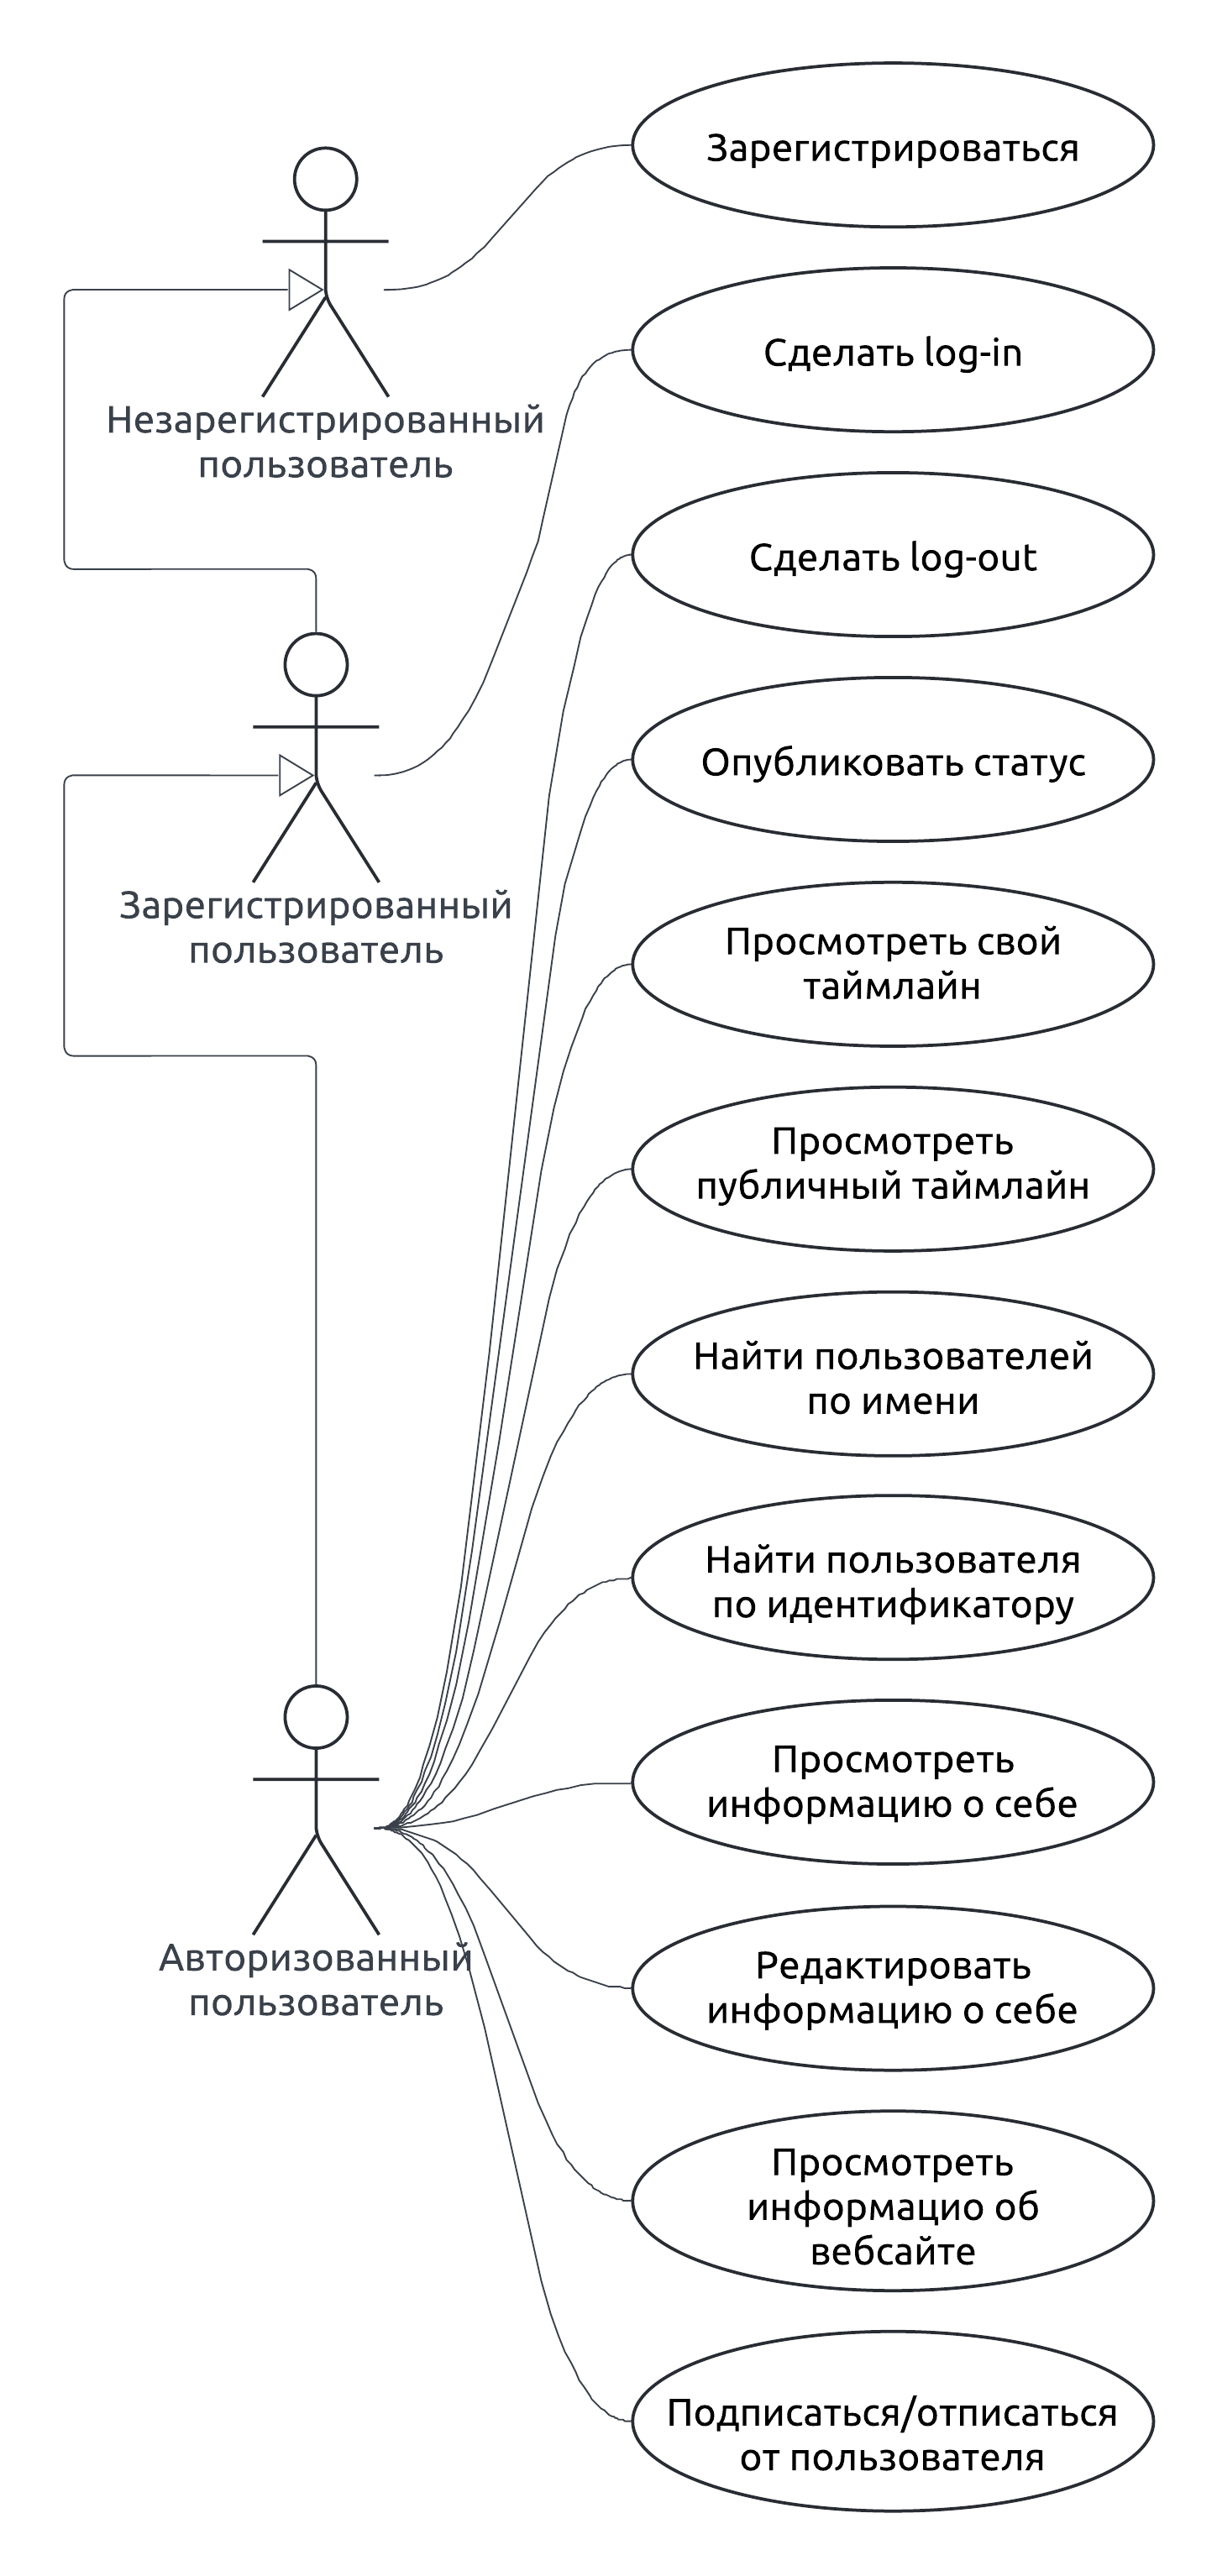 Зарегистрироваться
Незарегистрированный
пользователь
Сделать log-in
Сделать log-out
Опубликовать статус
Зарегистрированный
пользователь
Просмотреть свой
таймлайн
Просмотреть
публичный таймлайн
Найти пользователей
по имени
Найти пользователя
по идентификатору
Просмотреть
информацию о себе
Авторизованный
пользователь
Редактировать
информацию о себе
Просмотреть
информацио об
вебсайте
Подписаться/отписаться
от пользователя